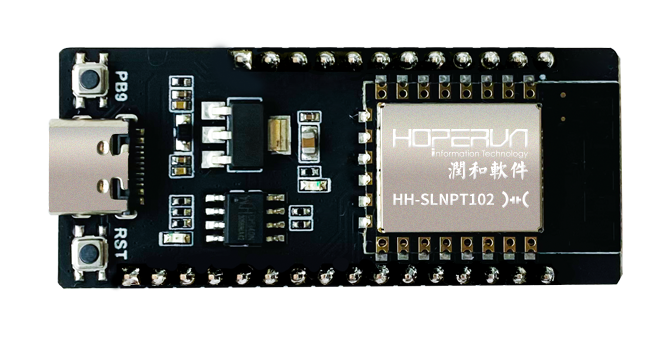 PB9
HOPERUN
Information Technology
潤和軟件
HH-SLNPT102
RST